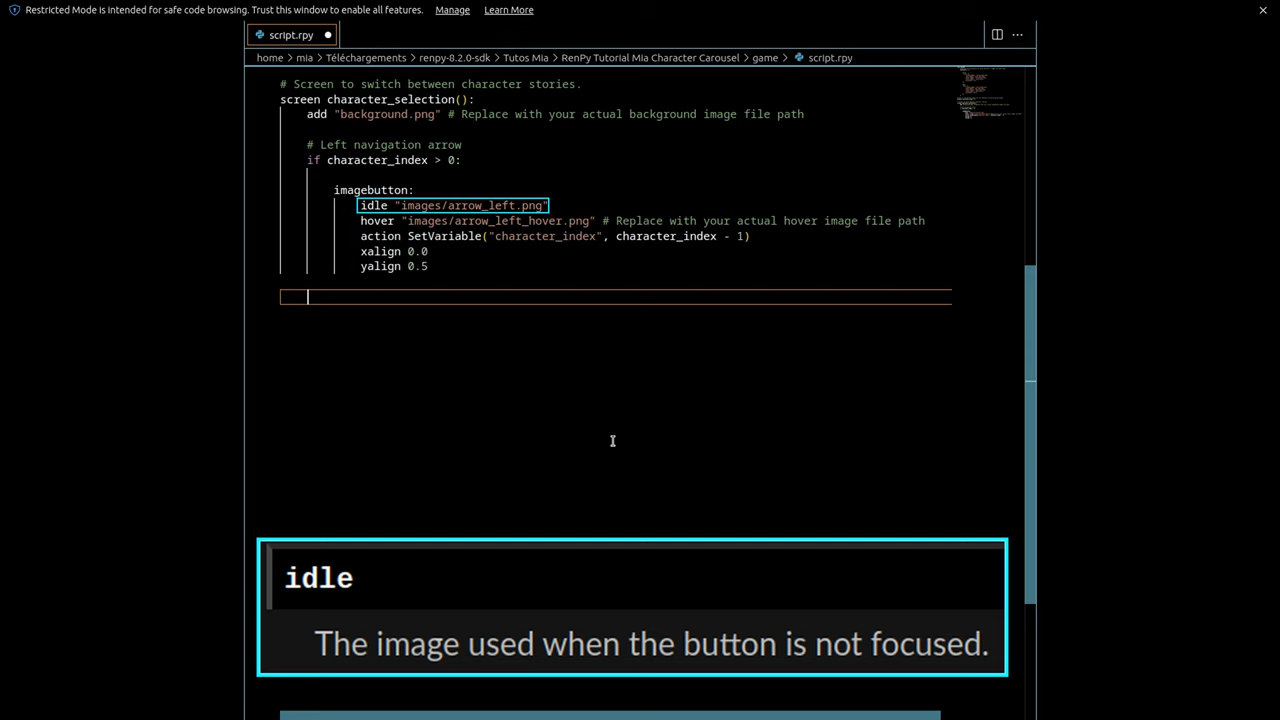 Restricted Mode is intended for safe code browsing. Trust this window to enable all features. Manage Learn More
script.rpy
home > mia > Téléchargements > renpy-8.2.0-sdk > Tutos Mia > RenPy Tutorial Mia Character Carousel > game > script.rpy
# Screen to switch between character stories.
screen character_selection():
add "background.png" # Replace with your actual background image file path
# Left navigation arrow
if character_index > 0:
imagebutton:
idle "images/arrow_left.png"
hover "images/arrow_left_hover.png" # Replace with your actual hover image file path
action SetVariable("character_index", character_index - 1)
xalign 0.0
yalign 0.5
idle
The image used when the button is not focused.